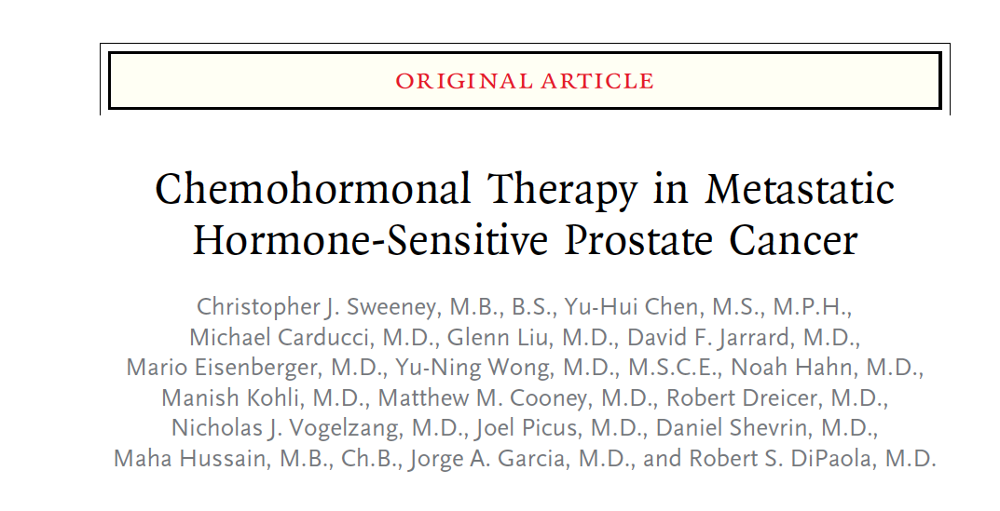 ORIGINAL ARTICLE
Chemohormonal Therapy in Metastatic
Hormone-Sensitive Prostate Cancer
Christopher J. Sweeney, M.B., B.S., Yu-Hui Chen, M.S., M.P.H.,
Michael Carducci, M.D., Glenn Liu, M.D., David F. Jarrard, M.D.,
Mario Eisenberger, M.D., Yu-Ning Wong, M.D., M.S.C.E., Noah Hahn, M.D.,
Manish Kohli, M.D., Matthew M. Cooney, M.D., Robert Dreicer, M.D.,
Nicholas J. Vogelzang, M.D., Joel Picus, M.D., Daniel Shevrin, M.D.,
Maha Hussain, M.B., Ch.B., Jorge A. Garcia, M.D., and Robert S. DiPaola, M.D.